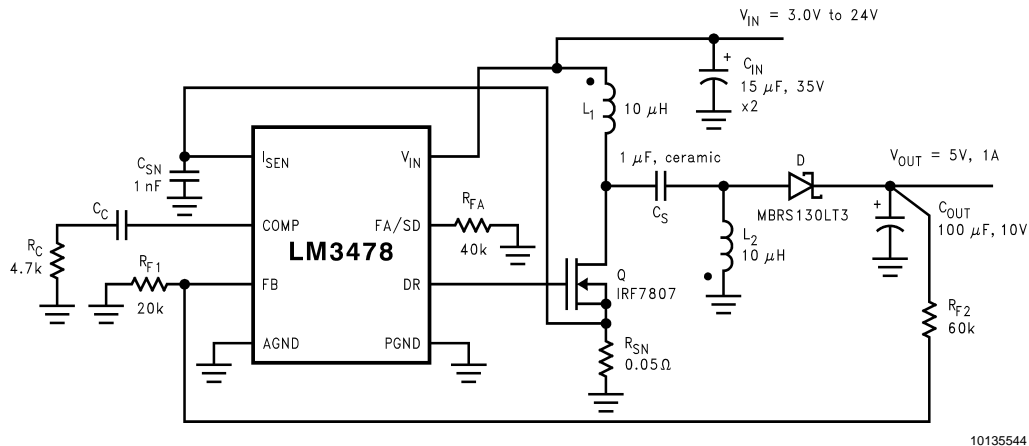 V_IN = 3.0V to 24V
C_IN
15 μF, 35V
x2
L_1
10 μH
I_SEN
V_IN
C_SN
1 nF
1 μF, ceramic
C_S
D
MBRS130LT3
V_OUT = 5V, 1A
C_OUT
100 μF, 10V
C_C
COMP
FA/SD
R_FA
40k
R_C
4.7k
LM3478
L_2
10 μH
R_F1
20k
FB
DR
Q
IRF7807
R_F2
60k
AGND
PGND
R_SN
0.05Ω
10135544
+
+